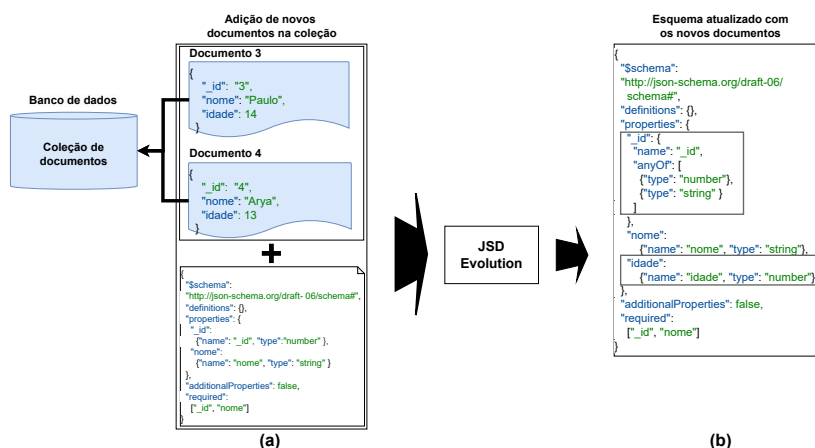 Adição de novos
documentos na coleção
Banco de dados
Coleção de
documentos
Documento 3
{
"_id": "3",
"nome": "Paulo",
"idade": 14
}
Documento 4
{
"_id": "4",
"nome": "Arya",
"idade": 13
}
+
{
"$schema":
"http://json-schema.org/draft- 06/schema#",
"definitions": {},
"properties": {
"_id":
{"name": "_id", "type":"number" },
"nome":
{"name": "nome", "type": "string" }
},
"additionalProperties": false,
"required":
["_id", "nome"]
}
(a)
JSD
Evolution
Esquema atualizado com
os novos documentos
{
"$schema":
"http://json-schema.org/draft-06/
schema#",
"definitions": {},
"properties": {
"_id": {
"name": "_id",
"anyOf": [
{"type": "number"},
{"type": "string" }
]
},
"nome":
{"name": "nome", "type": "string"},
"idade":
{"name": "idade", "type": "number"}
},
"additionalProperties": false,
"required":
["_id", "nome"]
}
(b)